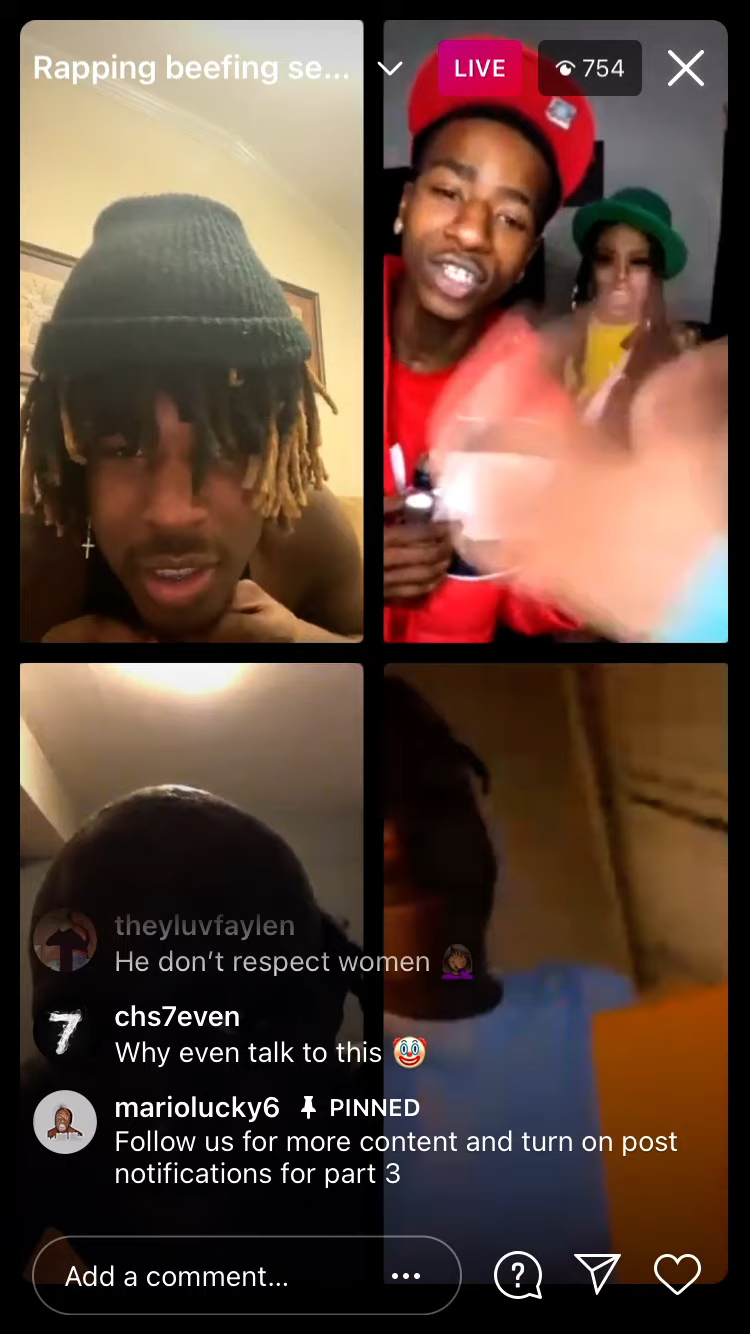 Rapping beefing se...
LIVE
754
theyluvfaylen
He don’t respect women 🤦🏾‍♀️
7
chs7even
Why even talk to this 🤡
mariolucky6 PINNED
Follow us for more content and turn on post
notifications for part 3
Add a comment...
?